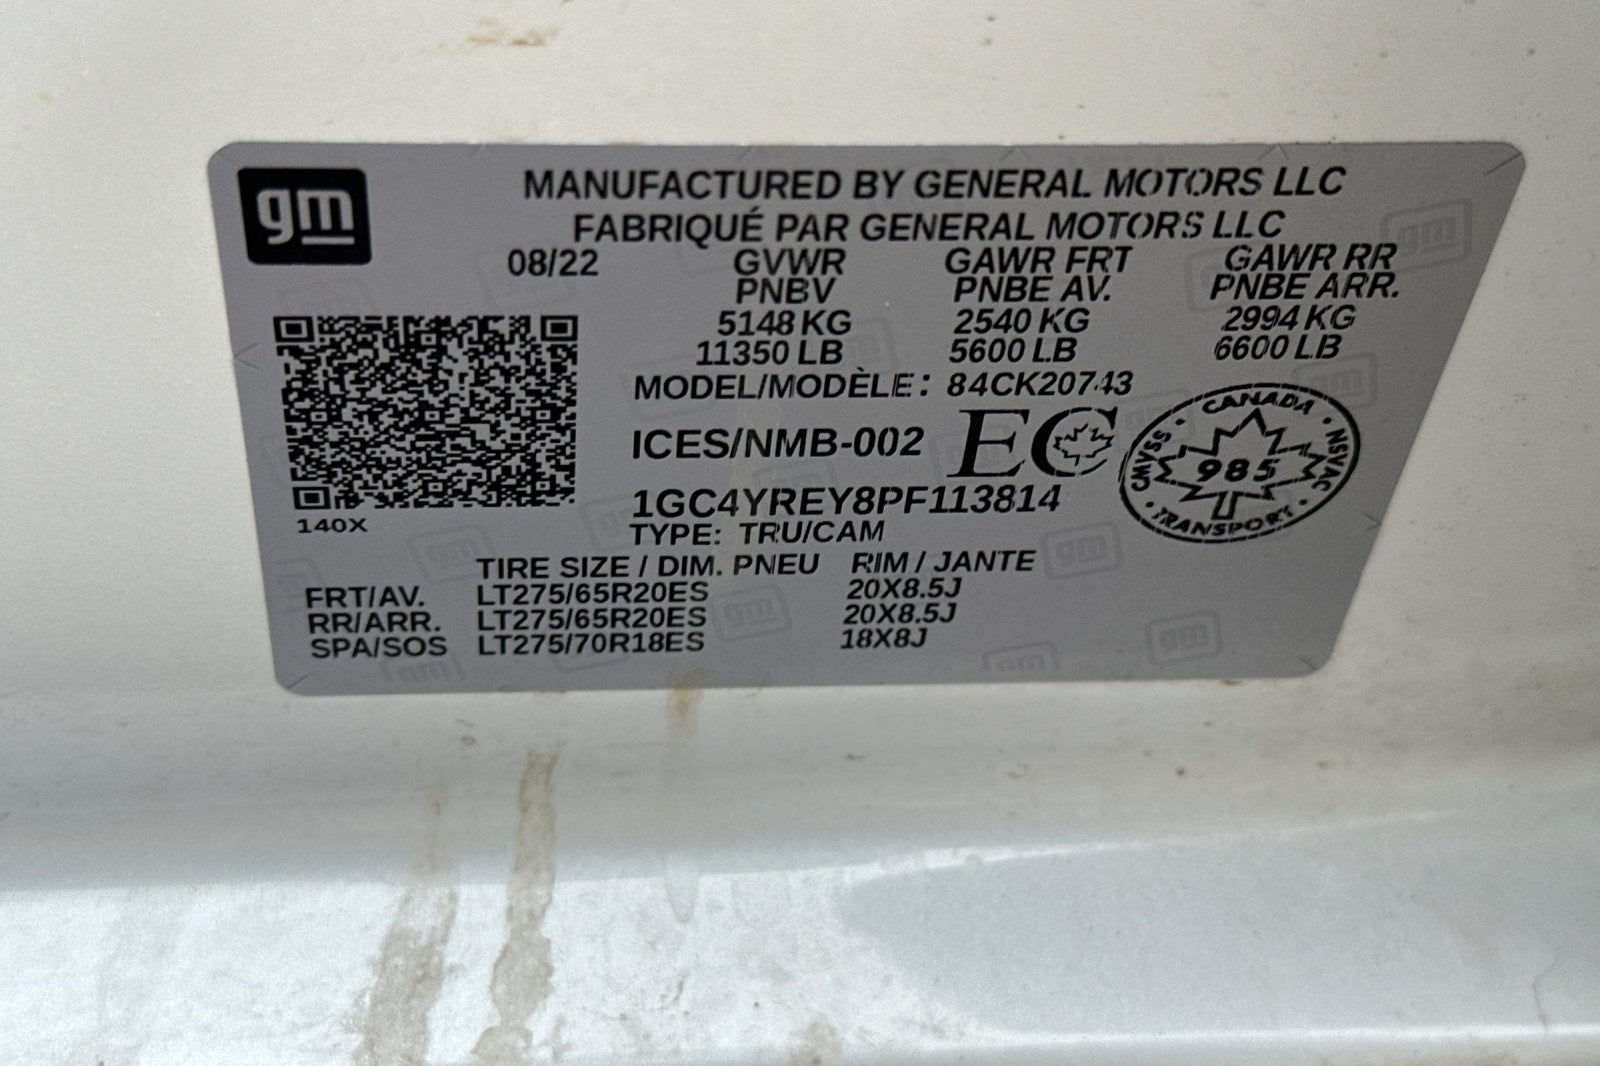 gm
MANUFACTURED BY GENERAL MOTORS LLC
FABRIQUÉ PAR GENERAL MOTORS LLC
08/22 GVWR GAWR FRT GAWR RR
PNBV PNBE AV. PNBE ARR.
5148 KG 2540 KG 2994 KG
11350 LB 5600 LB 6600 LB
MODEL/MODÈLE: 84CK20743
ICES/NMB-002 EC
CANADA
CMVSS 985 NSVAC
TRANSPORT
1GC4YREY8PF113814
140X
TYPE: TRU/CAM
TIRE SIZE / DIM. PNEU RIM / JANTE
FRT/AV. LT275/65R20ES 20X8.5J
RR/ARR. LT275/65R20ES 20X8.5J
SPA/SOS LT275/70R18ES 18X8J